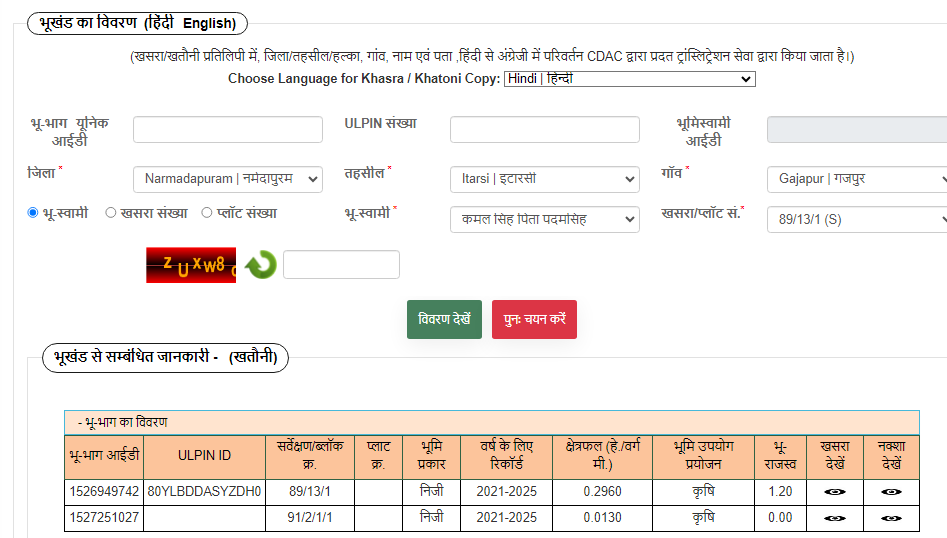 भूखंड का विवरण (हिंदी English)
(खसरा/खतौनी प्रतिलिपी में, जिला/तहसील/हल्का, गांव, नाम एवं पता ,हिंदी से अंग्रेजी में परिवर्तन CDAC द्वारा प्रदत ट्रांस्लिट्रेशन सेवा द्वारा किया जाता है।)
Choose Language for Khasra / Khatoni Copy: Hindi | हिन्दी
भू-भाग यूनिक आईडी ULPIN संख्या भूमिस्वामी आईडी
जिला * Narmadapuram | नर्मदापुरम तहसील * Itarsi | इटारसी गाँव * Gajapur | गजपुर
भू-स्वामी खसरा संख्या प्लॉट संख्या भू-स्वामी * कमल सिंह पिता पदमसिंह खसरा/प्लॉट सं.* 89/13/1 (S)
z U X w 8
विवरण देखें पुनः चयन करें
भूखंड से सम्बंधित जानकारी - (खतौनी)
- भू-भाग का विवरण
भू-भाग आईडी ULPIN ID सर्वेक्षण/ब्लॉक क्र. प्लाट क्र. भूमि प्रकार वर्ष के लिए रिकॉर्ड क्षेत्रफल (हे./वर्ग मी.) भूमि उपयोग प्रयोजन भू-राजस्व खसरा देखें नक्शा देखें
1526949742 80YLBDDASYZDH0 89/13/1 निजी 2021-2025 0.2960 कृषि 1.20
1527251027 91/2/1/1 निजी 2021-2025 0.0130 कृषि 0.00